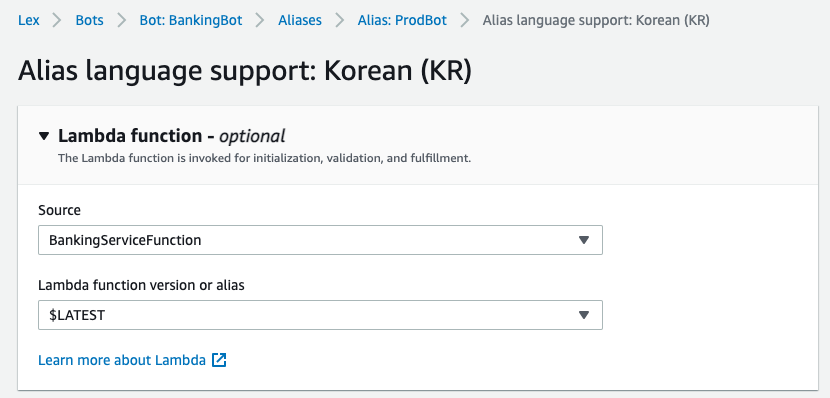 Lex > Bots > Bot: BankingBot > Aliases > Alias: ProdBot > Alias language support: Korean (KR)
Alias language support: Korean (KR)
Lambda function - optional
The Lambda function is invoked for initialization, validation, and fulfillment.
Source
BankingServiceFunction
Lambda function version or alias
$LATEST
Learn more about Lambda